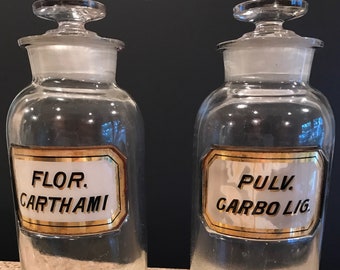 FLOR.
CARTHAMI
PULV.
CARBO LIG.